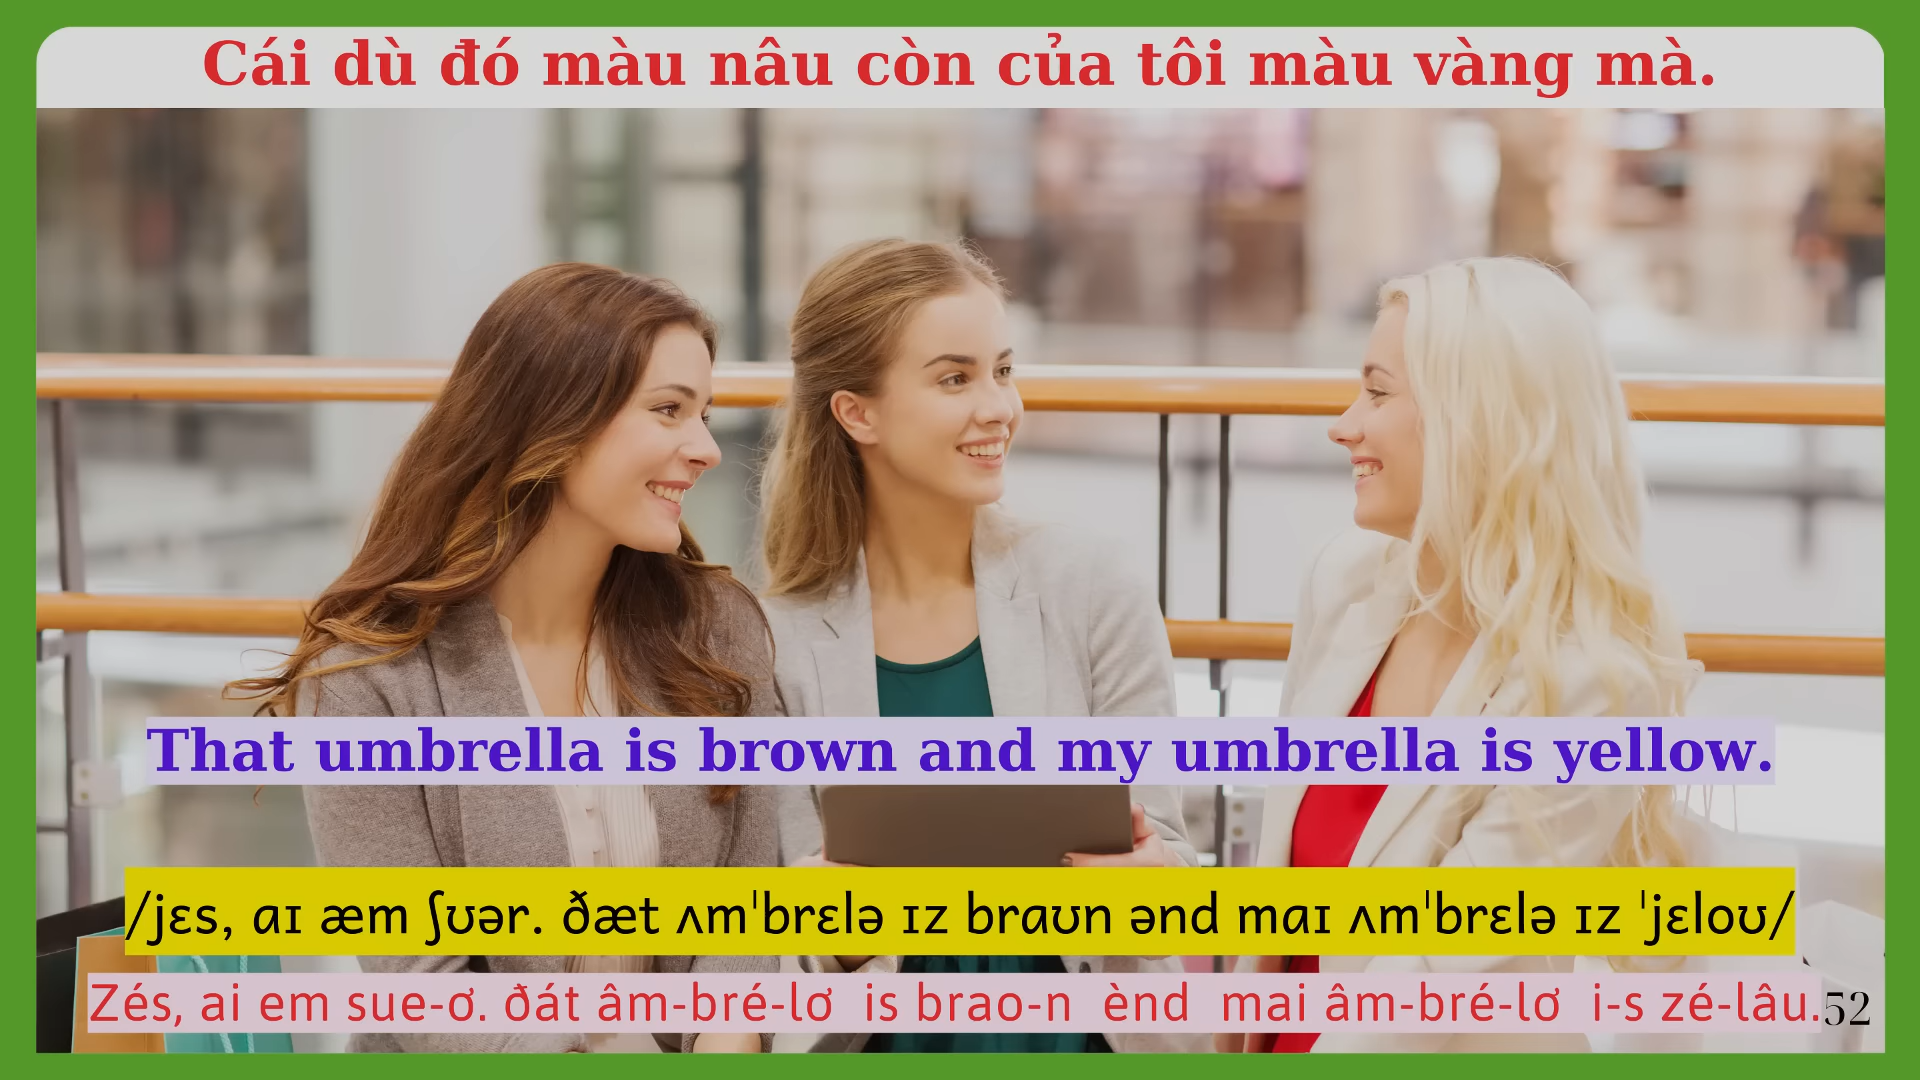 Cái dù đó màu nâu còn của tôi màu vàng mà.
That umbrella is brown and my umbrella is yellow.
/jɛs, aɪ æm ʃʊər. ðæt ʌmˈbrɛlə ɪz braʊn ənd maɪ ʌmˈbrɛlə ɪz ˈjɛloʊ/
Zés, ai em sue-ơ. ðát âm-bré-lơ is brao-n ènd mai âm-bré-lơ i-s zé-lâu.
52